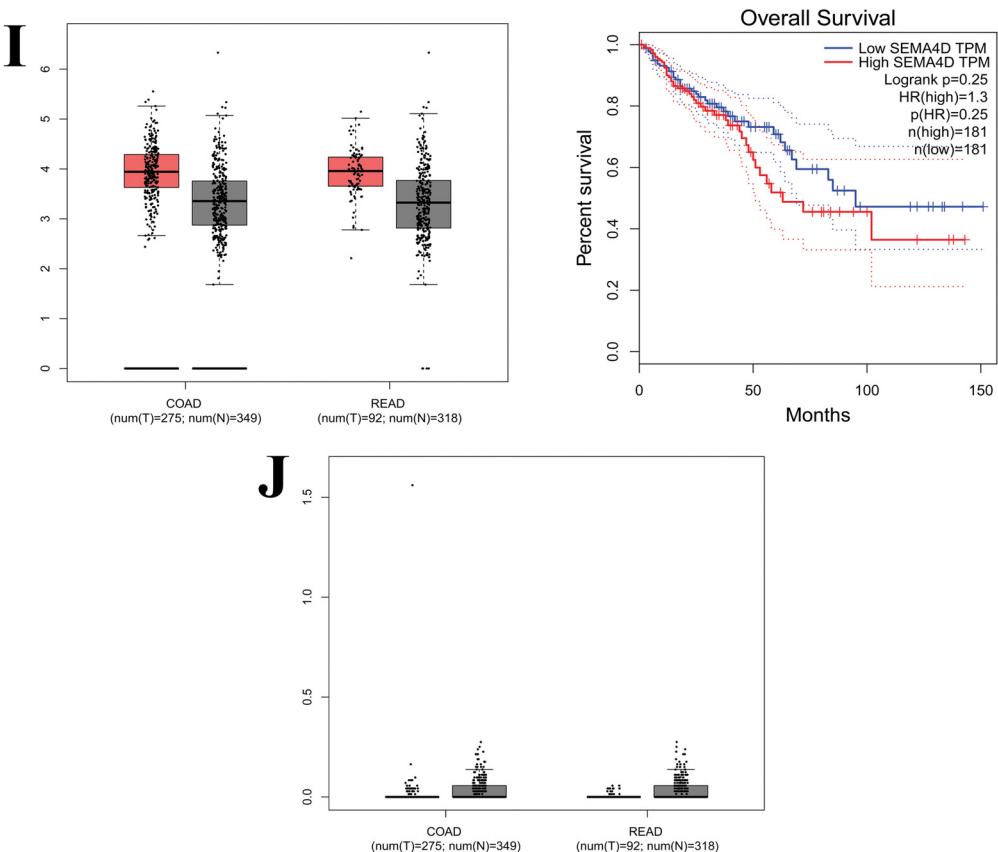 I
6
5
4
3
2
1
0
COAD
(num(T)=275; num(N)=349)
READ
(num(T)=92; num(N)=318)
Overall Survival
Percent survival
1.0
0.8
0.6
0.4
0.2
0.0
Low SEMA4D TPM
High SEMA4D TPM
Logrank p=0.25
HR(high)=1.3
p(HR)=0.25
n(high)=181
n(low)=181
0
50
100
150
Months
J
1.5
1.0
0.5
0.0
COAD
(num(T)=275; num(N)=349)
READ
(num(T)=92; num(N)=318)